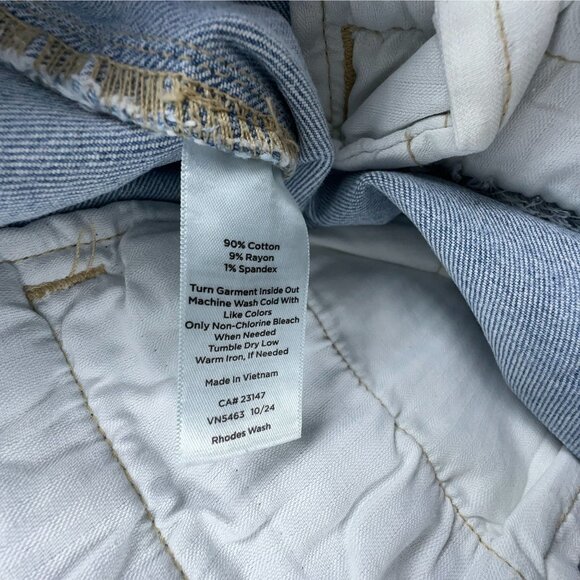 90% Cotton
9% Rayon
1% Spandex
Turn Garment Inside Out
Machine Wash Cold With
Like Colors
Only Non-Chlorine Bleach
When Needed
Tumble Dry Low
Warm Iron, If Needed
Made In Vietnam
CA# 23147
VN5463 10/24
Rhodes Wash